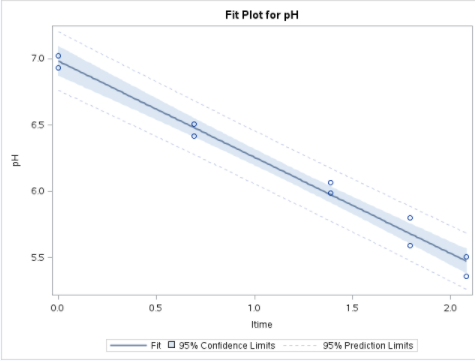 Fit Plot for pH
7.0
6.5
6.0
5.5
pH
0.0 0.5 1.0 1.5 2.0
ltime
Fit 95% Confidence Limits 95% Prediction Limits